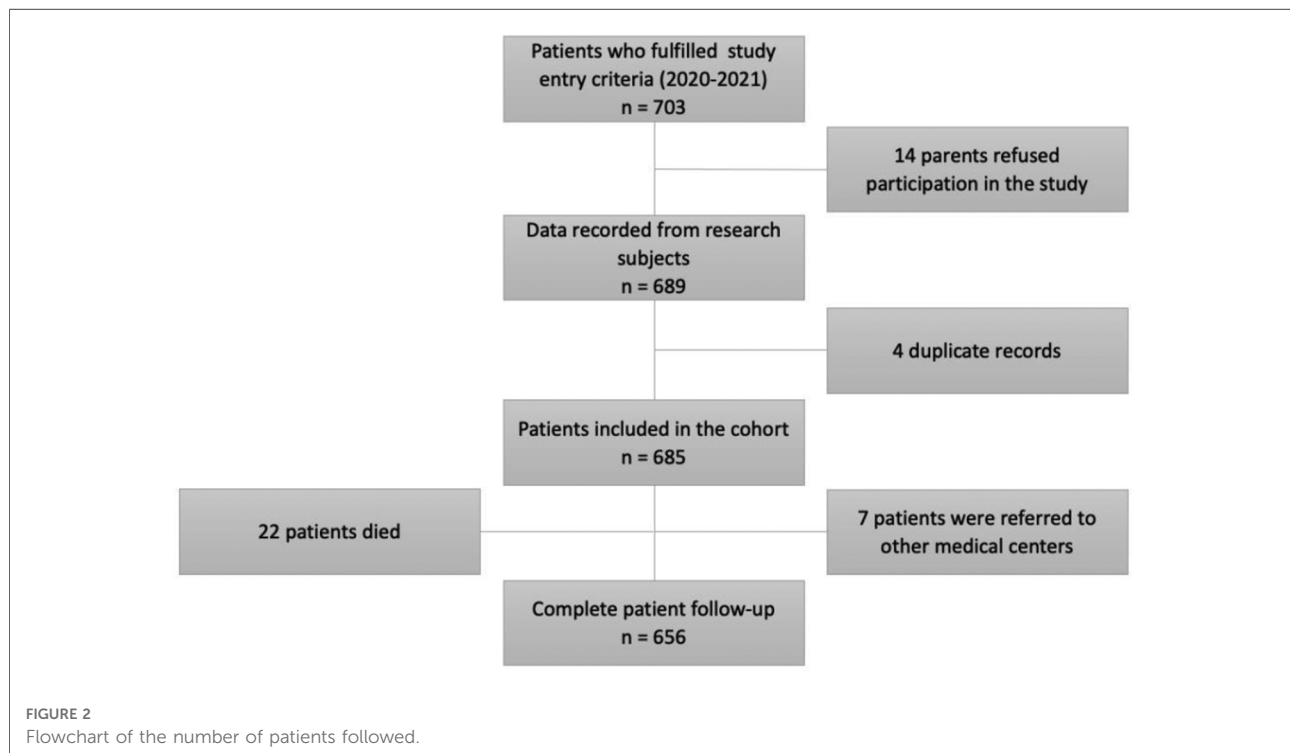 Patients who fulfilled study
entry criteria (2020-2021)
n = 703
14 parents refused
participation in the study
Data recorded from research
subjects
n = 689
4 duplicate records
Patients included in the cohort
n = 685
22 patients died
7 patients were referred to
other medical centers
Complete patient follow-up
n = 656
FIGURE 2
Flowchart of the number of patients followed.